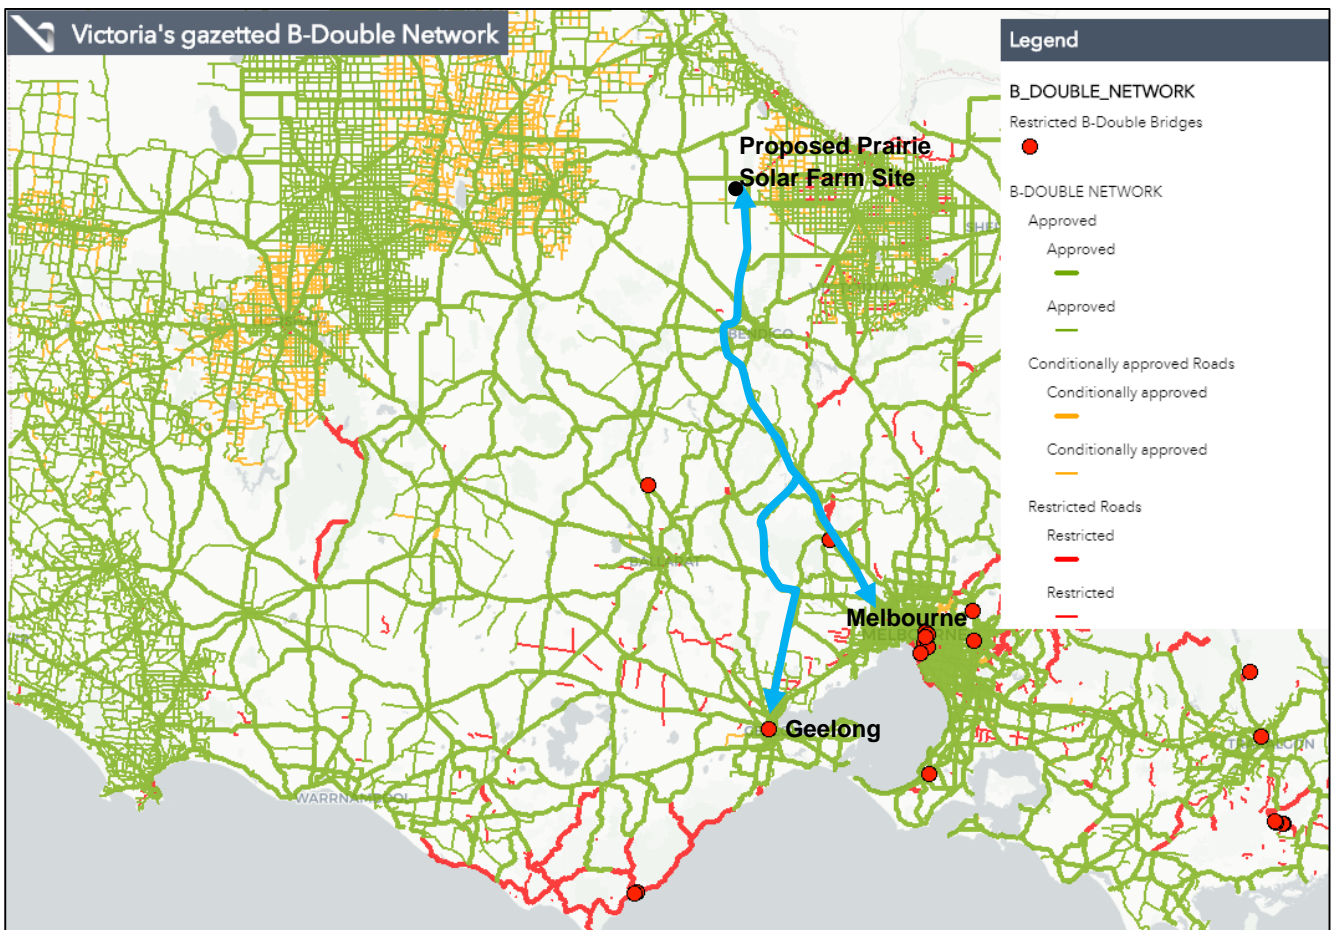 Victoria's gazetted B-Double Network
Legend
B_DOUBLE_NETWORK
Restricted B-Double Bridges
B-DOUBLE NETWORK
Approved
Approved
Approved
Conditionally approved Roads
Conditionally approved
Conditionally approved
Restricted Roads
Restricted
Restricted
Proposed Prairie
Solar Farm Site
BENDIGO
BALLARAT
Melbourne
MELBOURNE
Geelong
WARRNAMBOOL